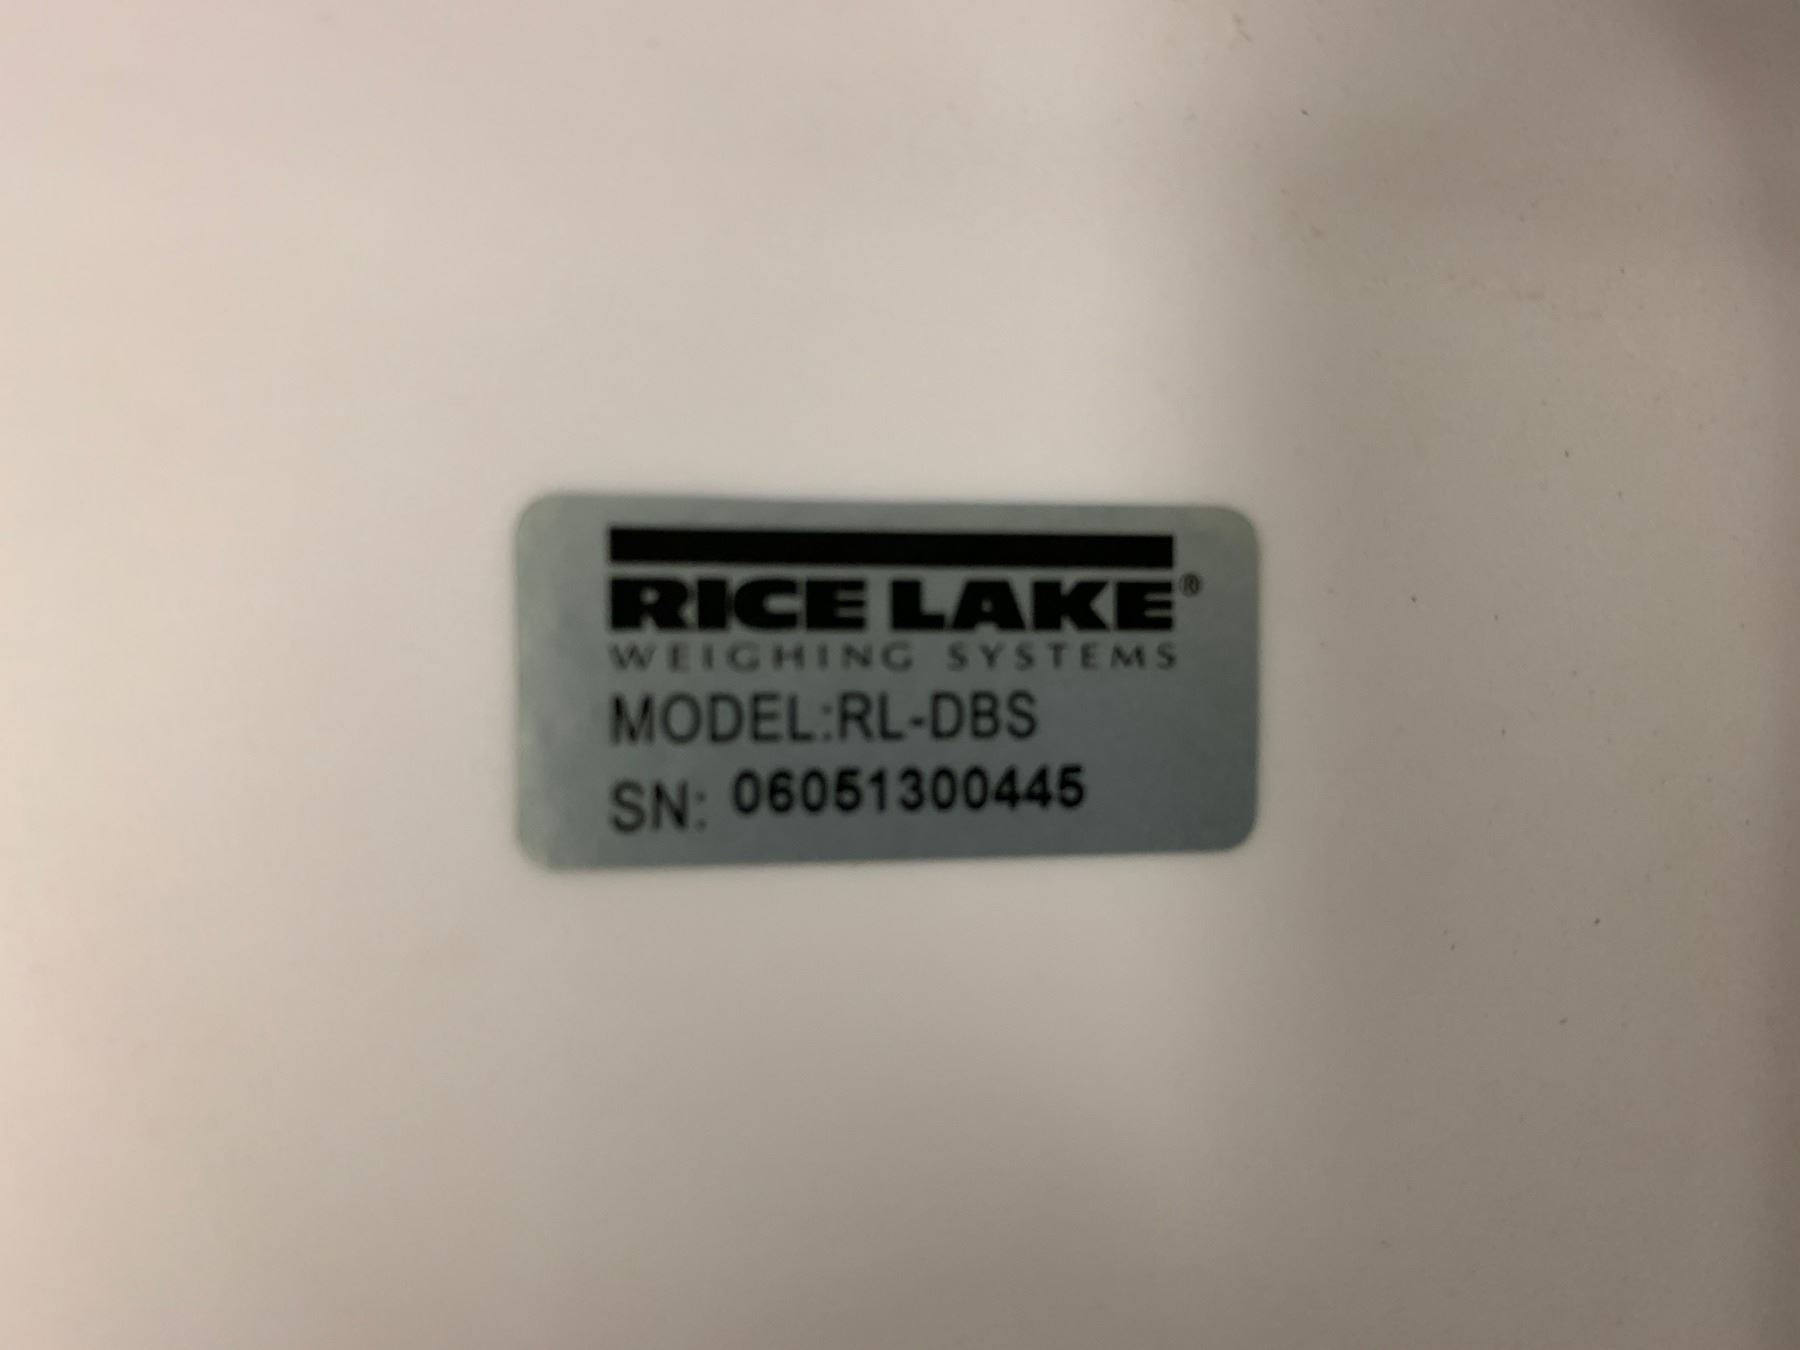 RICE LAKE®
WEIGHING SYSTEMS
MODEL:RL-DBS
SN: 06051300445